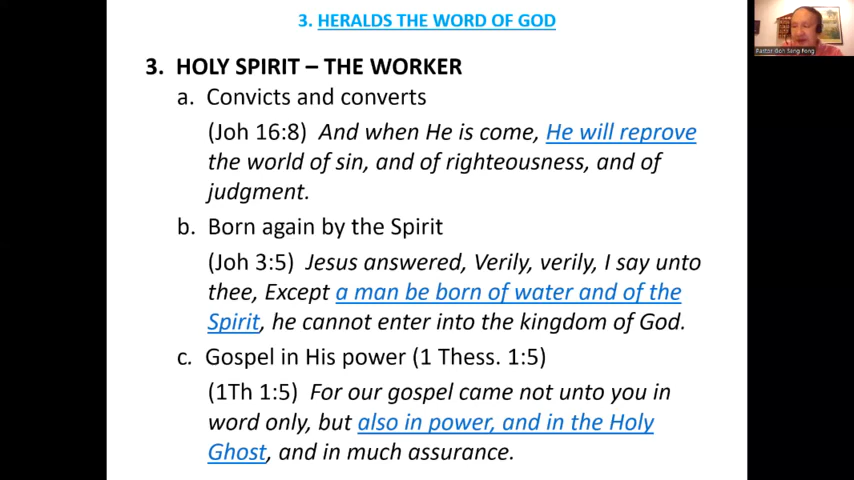 3. HERALDS THE WORD OF GOD
Pastor Goh Seng Fong
3. HOLY SPIRIT – THE WORKER
a. Convicts and converts
(Joh 16:8) And when He is come, He will reprove
the world of sin, and of righteousness, and of
judgment.
b. Born again by the Spirit
(Joh 3:5) Jesus answered, Verily, verily, I say unto
thee, Except a man be born of water and of the
Spirit, he cannot enter into the kingdom of God.
c. Gospel in His power (1 Thess. 1:5)
(1Th 1:5) For our gospel came not unto you in
word only, but also in power, and in the Holy
Ghost, and in much assurance.